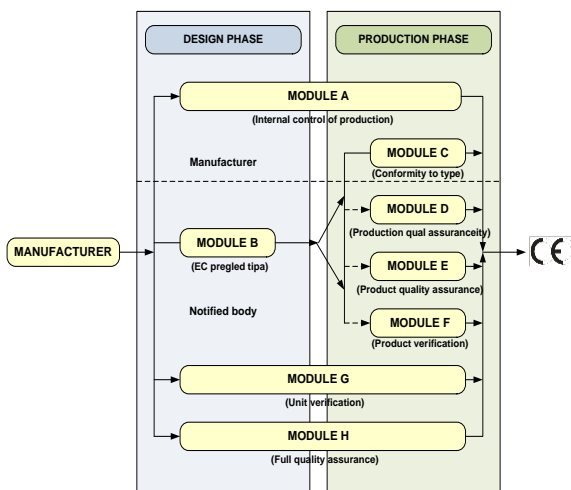 DESIGN PHASE
PRODUCTION PHASE
MODULE A
(Internal control of production)
MODULE C
(Conformity to type)
Manufacturer
MODULE D
(Production qual assuranceity)
MANUFACTURER
MODULE B
(EC pregled tipa)
MODULE E
(Product quality assurance)
Notified body
MODULE F
(Product verification)
MODULE G
(Unit verification)
MODULE H
(Full quality assurance)
CE